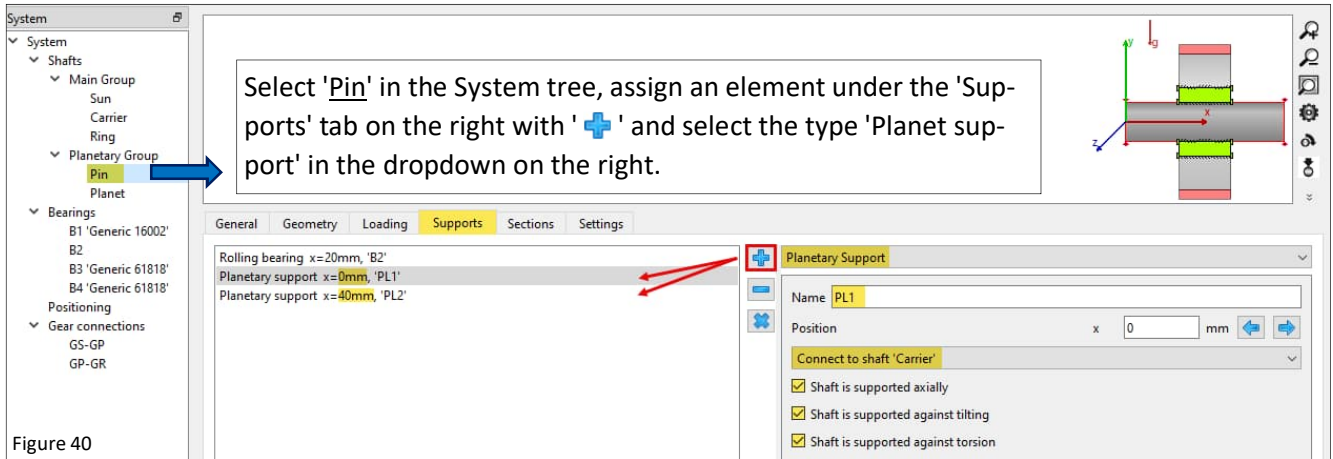 System
System
Shafts
Main Group
Sun
Carrier
Ring
Planetary Group
Pin
Planet
Bearings
B1 'Generic 16002'
B2
B3 'Generic 61818'
B4 'Generic 61818'
Positioning
Gear connections
GS-GP
GP-GR
Figure 40
Select 'Pin' in the System tree, assign an element under the 'Sup-
ports' tab on the right with ' ' and select the type 'Planet sup-
port' in the dropdown on the right.
y
g
x
z
General Geometry Loading Supports Sections Settings
Rolling bearing x=20mm, 'B2'
Planetary support x=0mm, 'PL1'
Planetary support x=40mm, 'PL2'
Planetary Support
Name PL1
Position x 0 mm
Connect to shaft 'Carrier'
Shaft is supported axially
Shaft is supported against tilting
Shaft is supported against torsion